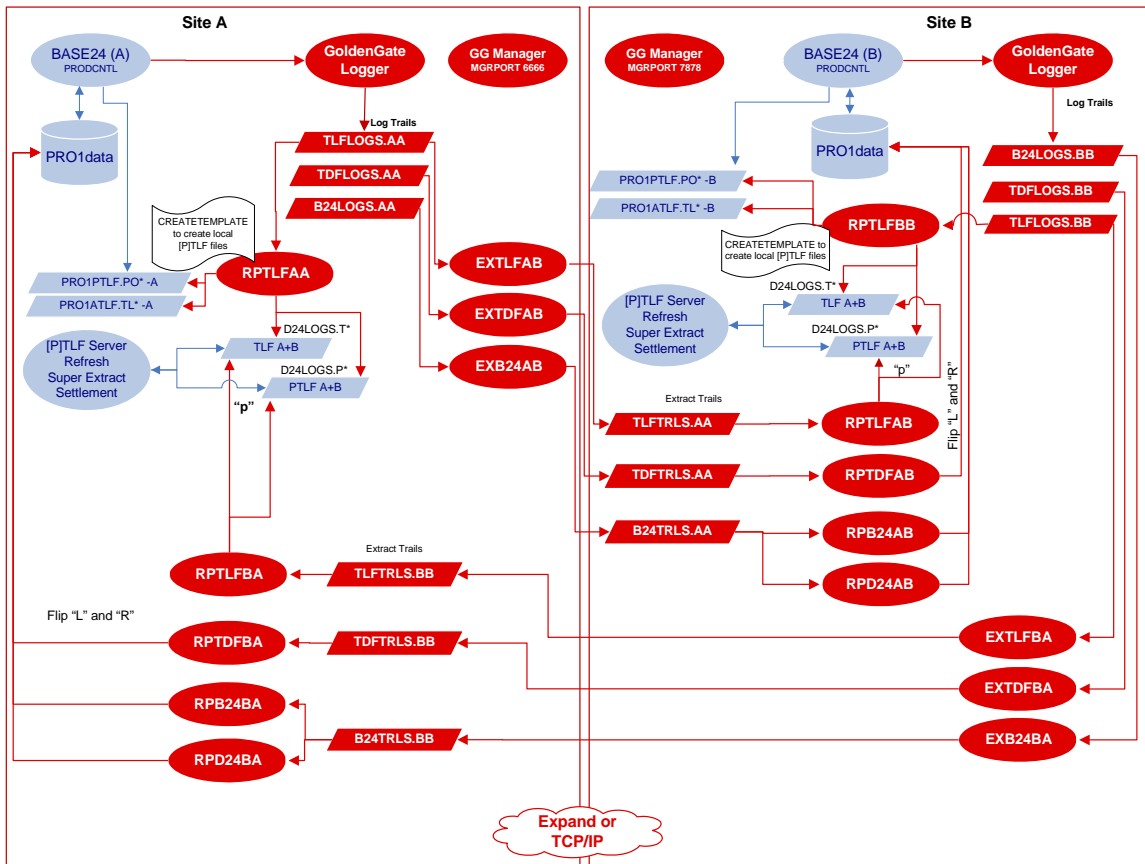 Site A
BASE24 (A)
PRODCNTL
GoldenGate
Logger
GG Manager
MGRPORT 6666
PRO1data
Log Trails
TLFLOGS.AA
TDFLOGS.AA
B24LOGS.AA
CREATETEMPLATE
to create local
[P]TLF files
RPTLFAA
PRO1PTLF.PO* -A
PRO1ATLF.TL* -A
EXTLFAB
EXTDFAB
EXB24AB
[P]TLF Server
Refresh
Super Extract
Settlement
D24LOGS.T*
TLF A+B
D24LOGS.P*
PTLF A+B
“p”
RPTLFBA
Extract Trails
TLFTRLS.BB
Flip “L” and “R”
RPTDFBA
TDFTRLS.BB
RPB24BA
B24TRLS.BB
RPD24BA
Site B
GG Manager
MGRPORT 7878
BASE24 (B)
PRODCNTL
GoldenGate
Logger
Log Trails
PRO1data
B24LOGS.BB
PRO1PTLF.PO* -B
TDFLOGS.BB
PRO1ATLF.TL* -B
TLFLOGS.BB
RPTLFBB
CREATETEMPLATE to
create local [P]TLF files
D24LOGS.T*
TLF A+B
[P]TLF Server
Refresh
Super Extract
Settlement
D24LOGS.P*
PTLF A+B
“p”
Flip “L” and “R”
Extract Trails
TLFTRLS.AA
RPTLFAB
TDFTRLS.AA
RPTDFAB
B24TRLS.AA
RPB24AB
RPD24AB
EXTLFBA
EXTDFBA
EXB24BA
Expand or
TCP/IP